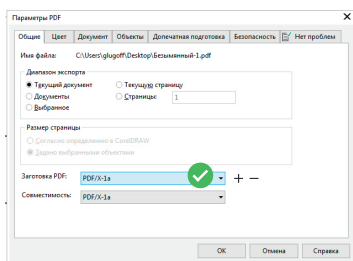 Параметры PDF
Общие Цвет Документ Объекты Допечатная подготовка Безопасность Нет проблем
Имя файла: C:\Users\glugoff\Desktop\Безымянный-1.pdf
Диапазон экспорта
Текущий документ Текущую страницу
Документы Страницы: 1
Выбранное
Размер страницы
Согласно определению в CorelDRAW
Задано выбранными объектами
Заготовка PDF: PDF/X-1a
Совместимость: PDF/X-1a
OK Отмена Справка